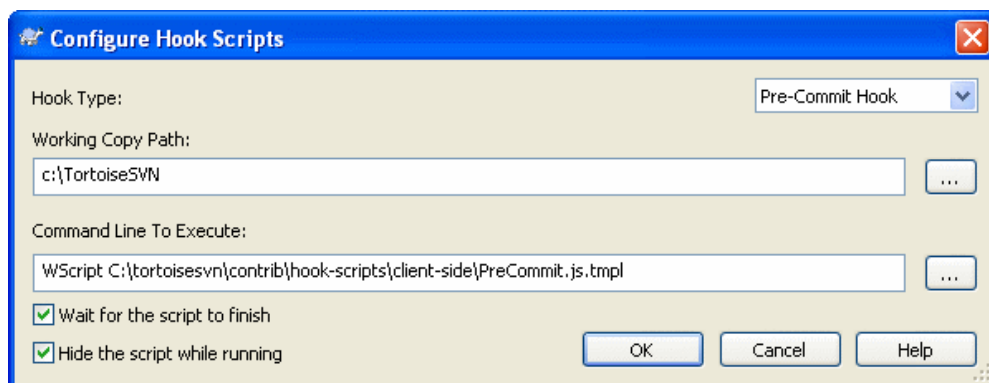 Configure Hook Scripts
Hook Type:
Pre-Commit Hook
Working Copy Path:
c:\TortoiseSVN
...
Command Line To Execute:
WScript C:\tortoisesvn\contrib\hook-scripts\client-side\PreCommit.js.tmpl
...
Wait for the script to finish
Hide the script while running
OK
Cancel
Help